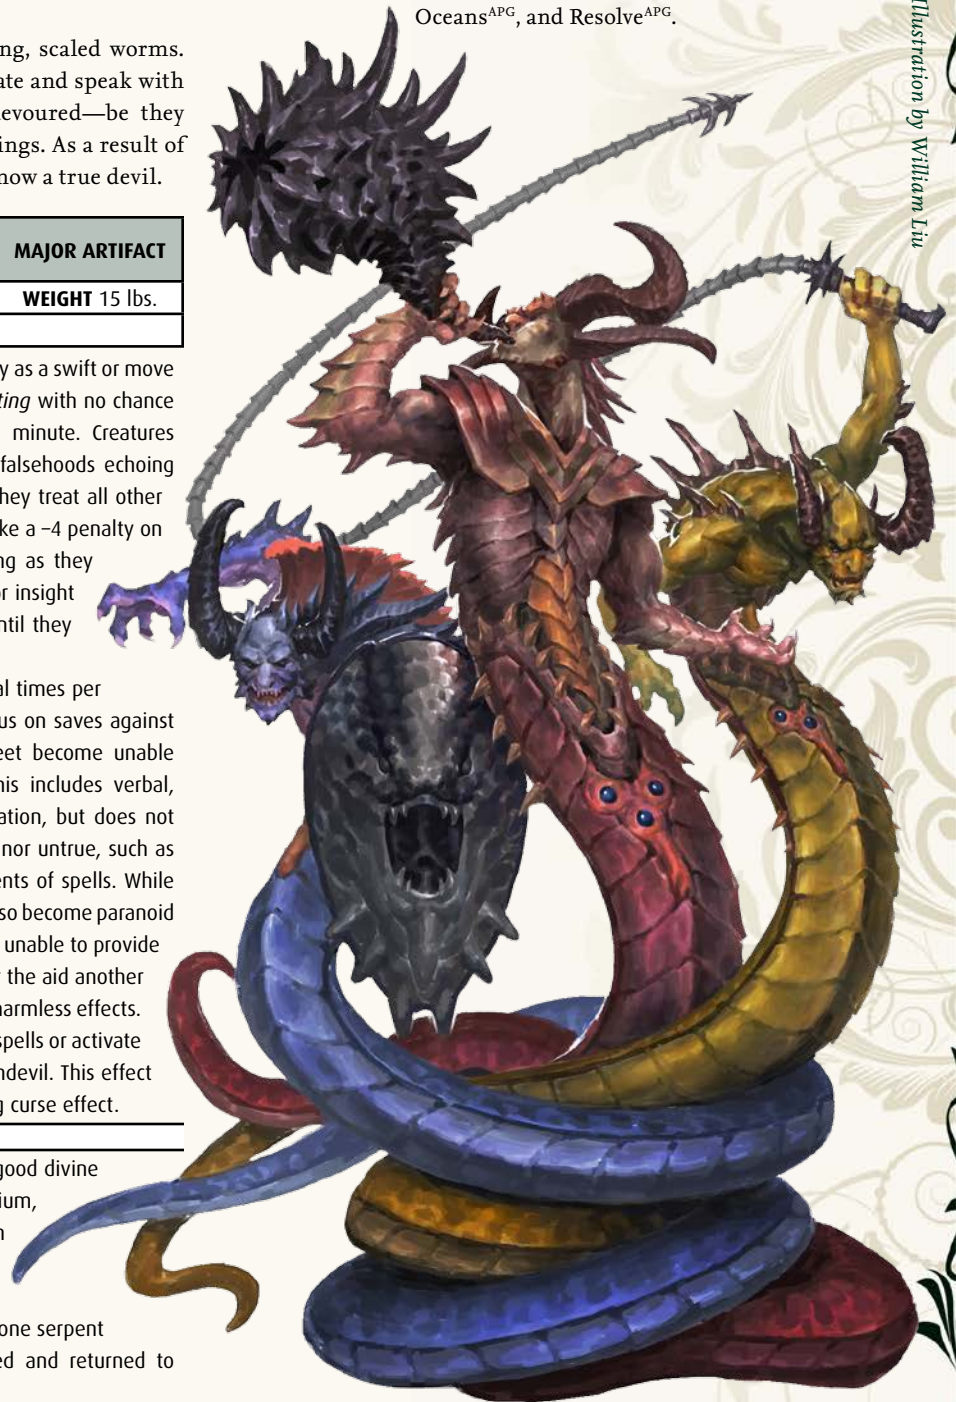 Oceans^APG, and Resolve^APG.
ng, scaled worms.
ate and speak with
evoured—be they
ings. As a result of
now a true devil.
MAJOR ARTIFACT
WEIGHT 15 lbs.
y as a swift or move
ting with no chance
minute. Creatures
falsehoods echoing
hey treat all other
ke a –4 penalty on
ng as they
or insight
ntil they
al times per
us on saves against
eet become unable
his includes verbal,
ation, but does not
nor untrue, such as
ents of spells. While
so become paranoid
unable to provide
the aid another
harmless effects.
spells or activate
ndevil. This effect
g curse effect.
good divine
ium,
one serpent
ed and returned to
Illustration by William Liu